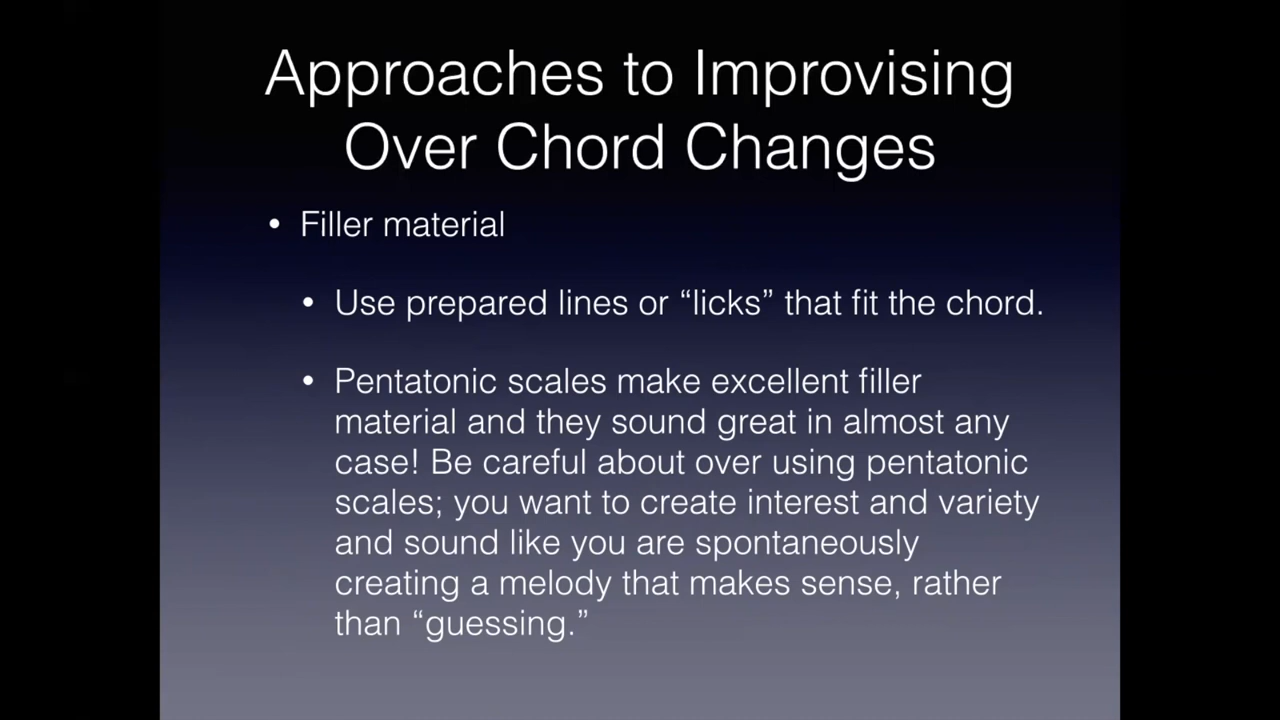 Approaches to Improvising
Over Chord Changes
• Filler material
• Use prepared lines or “licks” that fit the chord.
• Pentatonic scales make excellent filler
material and they sound great in almost any
case! Be careful about over using pentatonic
scales; you want to create interest and variety
and sound like you are spontaneously
creating a melody that makes sense, rather
than “guessing.”